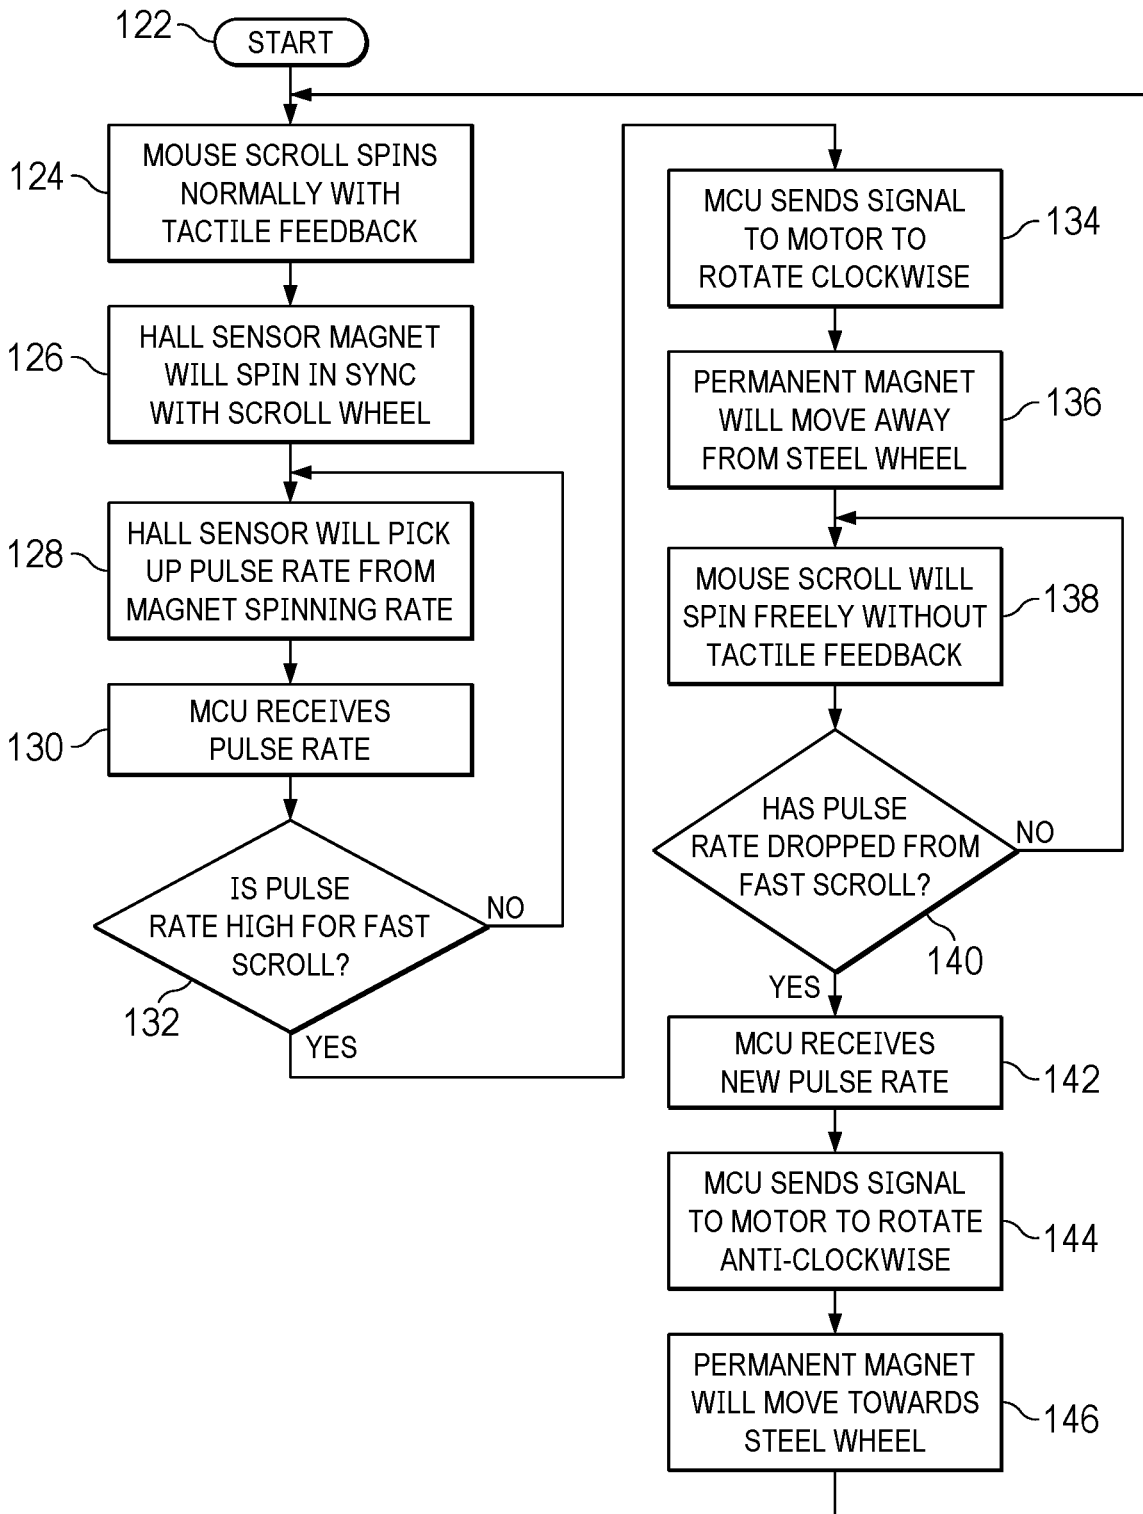 122
START
124
MOUSE SCROLL SPINS
NORMALLY WITH
TACTILE FEEDBACK
126
HALL SENSOR MAGNET
WILL SPIN IN SYNC
WITH SCROLL WHEEL
128
HALL SENSOR WILL PICK
UP PULSE RATE FROM
MAGNET SPINNING RATE
130
MCU RECEIVES
PULSE RATE
IS PULSE
RATE HIGH FOR FAST
SCROLL?
NO
132
YES
MCU SENDS SIGNAL
TO MOTOR TO
ROTATE CLOCKWISE
134
PERMANENT MAGNET
WILL MOVE AWAY
FROM STEEL WHEEL
136
MOUSE SCROLL WILL
SPIN FREELY WITHOUT
TACTILE FEEDBACK
138
HAS PULSE
RATE DROPPED FROM
FAST SCROLL?
NO
140
YES
MCU RECEIVES
NEW PULSE RATE
142
MCU SENDS SIGNAL
TO MOTOR TO ROTATE
ANTI-CLOCKWISE
144
PERMANENT MAGNET
WILL MOVE TOWARDS
STEEL WHEEL
146